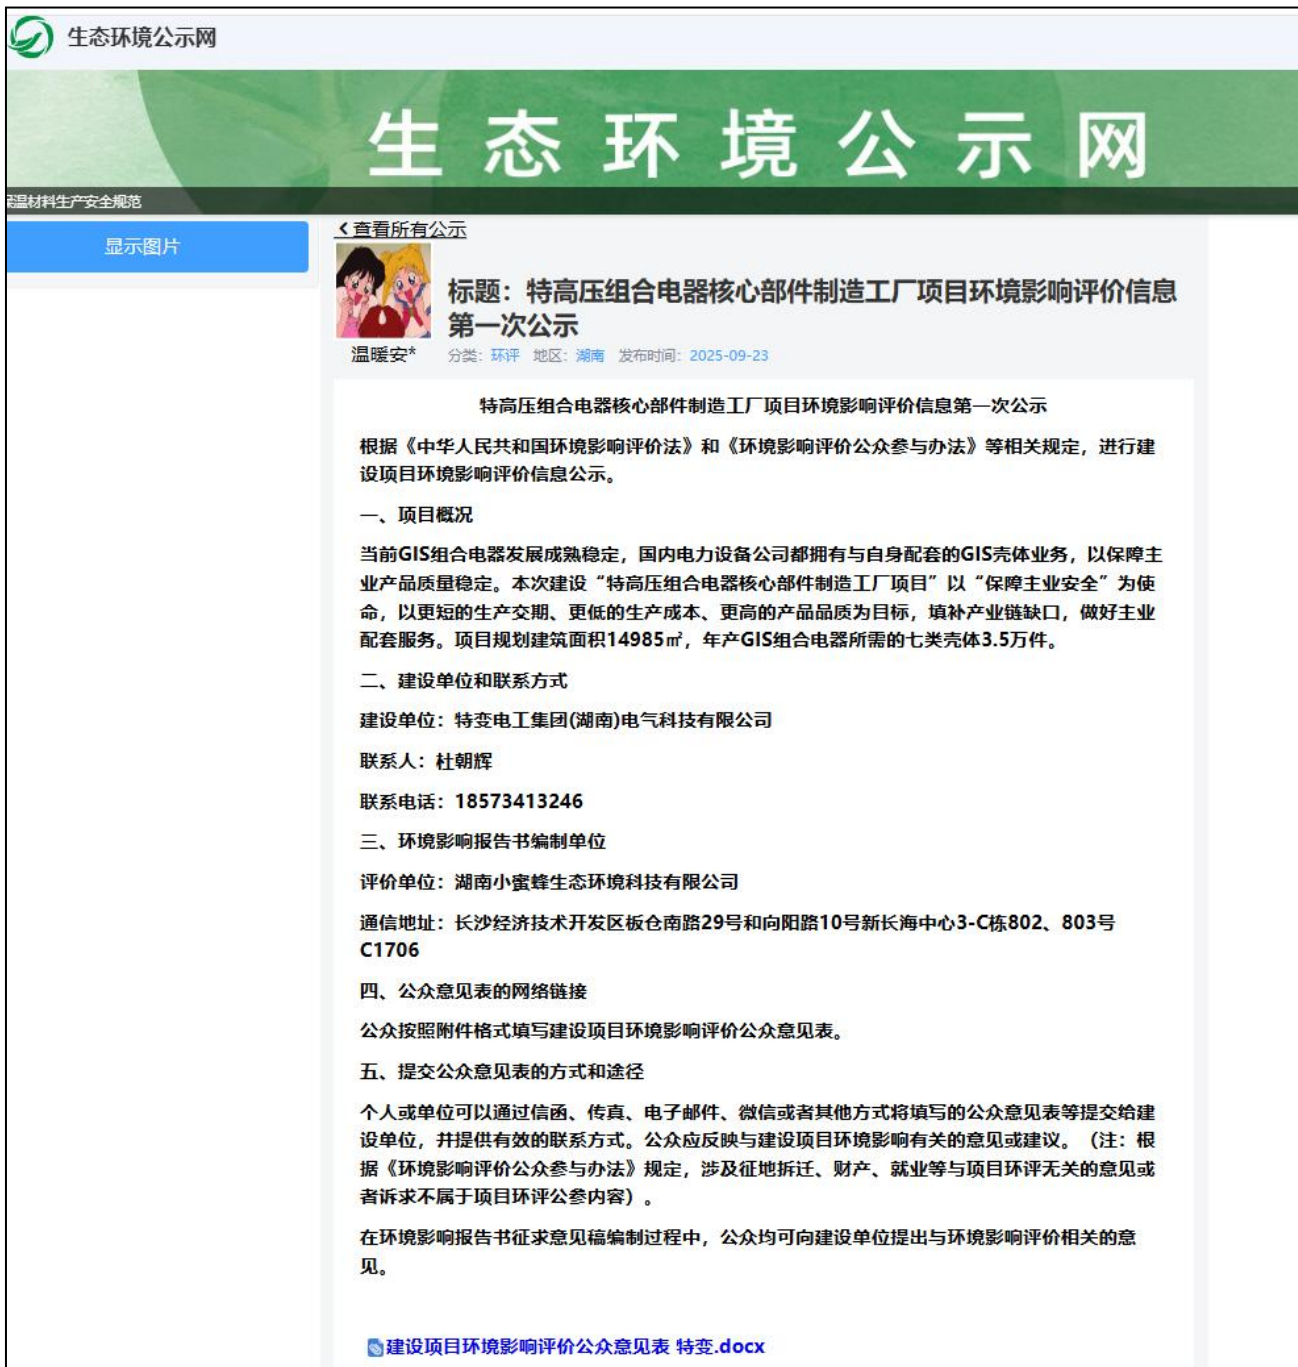 生态环境公示网
生态环境公示网
保温材料生产安全规范
显示图片
查看所有公示
标题：特高压组合电器核心部件制造工厂项目环境影响评价信息
第一次公示
温暖安*
分类：环评 地区：湖南 发布时间：2025-09-23
特高压组合电器核心部件制造工厂项目环境影响评价信息第一次公示
根据《中华人民共和国环境影响评价法》和《环境影响评价公众参与办法》等相关规定，进行建
设项目环境影响评价信息公示。
一、项目概况
当前GIS组合电器发展成熟稳定，国内电力设备公司都拥有与自身配套的GIS壳体业务，以保障主
业产品质量稳定。本次建设“特高压组合电器核心部件制造工厂项目”以“保障主业安全”为使
命，以更短的生产交期、更低的生产成本、更高的产品品质为目标，填补产业链缺口，做好主业
配套服务。项目规划建筑面积14985㎡，年产GIS组合电器所需的七类壳体3.5万件。
二、建设单位和联系方式
建设单位：特变电工集团(湖南)电气科技有限公司
联系人：杜朝辉
联系电话：18573413246
三、环境影响报告书编制单位
评价单位：湖南小蜜蜂生态环境科技有限公司
通信地址：长沙经济技术开发区板仓南路29号和向阳路10号新长海中心3-C栋802、803号
C1706
四、公众意见表的网络链接
公众按照附件格式填写建设项目环境影响评价公众意见表。
五、提交公众意见表的方式和途径
个人或单位可以通过信函、传真、电子邮件、微信或者其他方式将填写的公众意见表等提交给建
设单位，并提供有效的联系方式。公众应反映与建设项目环境影响有关的意见或建议。（注：根
据《环境影响评价公众参与办法》规定，涉及征地拆迁、财产、就业等与项目环评无关的意见或
者诉求不属于项目环评公参内容）。
在环境影响报告书征求意见稿编制过程中，公众均可向建设单位提出与环境影响评价相关的意
见。
建设项目环境影响评价公众意见表 特变.docx